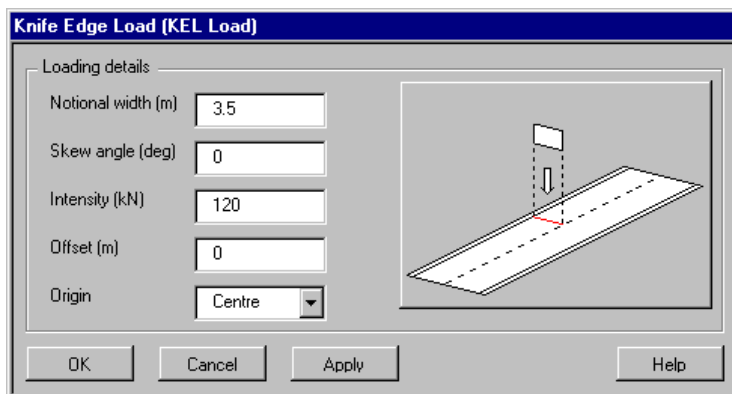 Knife Edge Load (KEL Load)
Loading details
Notional width (m) 3.5
Skew angle (deg) 0
Intensity (kN) 120
Offset (m) 0
Origin Centre
OK Cancel Apply Help